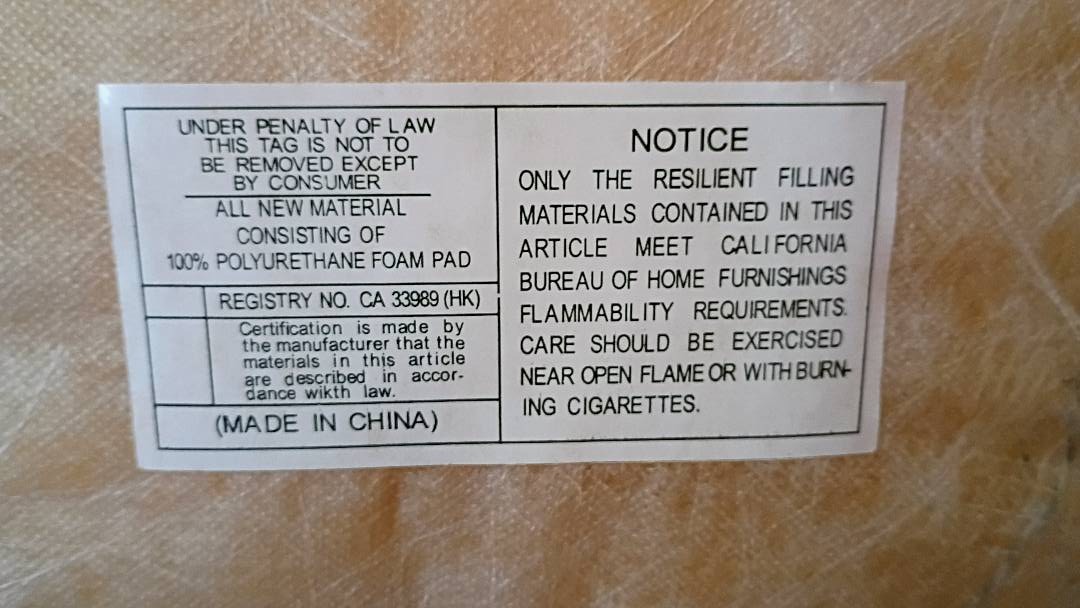 UNDER PENALTY OF LAW
THIS TAG IS NOT TO
BE REMOVED EXCEPT
BY CONSUMER
ALL NEW MATERIAL
CONSISTING OF
100% POLYURETHANE FOAM PAD
REGISTRY NO. CA 33989 (HK)
Certification is made by
the manufacturer that the
materials in this article
are described in accor-
dance wikth law.
(MADE IN CHINA)
NOTICE
ONLY THE RESILIENT FILLING
MATERIALS CONTAINED IN THIS
ARTICLE MEET CALIFORNIA
BUREAU OF HOME FURNISHINGS
FLAMMABILITY REQUIREMENTS.
CARE SHOULD BE EXERCISED
NEAR OPEN FLAME OR WITH BURN-
ING CIGARETTES.